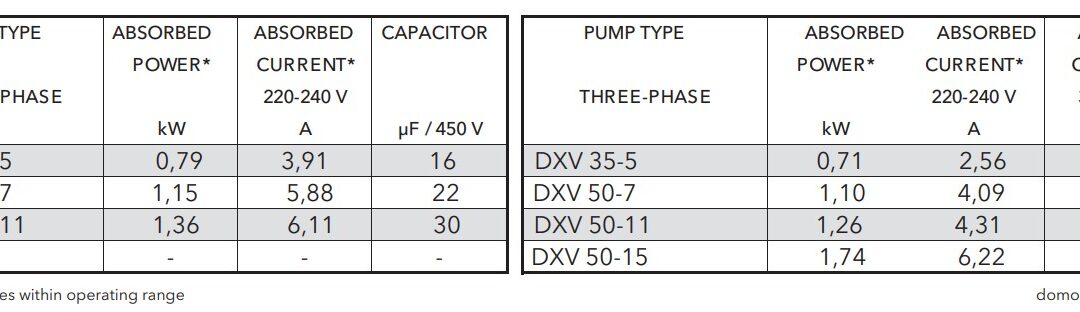 TYPE ABSORBED ABSORBED CAPACITOR PUMP TYPE ABSORBED ABSORBED
POWER* CURRENT* POWER* CURRENT*
PHASE 220-240 V THREE-PHASE 220-240 V
kW A µF / 450 V kW A
5 0,79 3,91 16 DXV 35-5 0,71 2,56
7 1,15 5,88 22 DXV 50-7 1,10 4,09
11 1,36 6,11 30 DXV 50-11 1,26 4,31
- - - DXV 50-15 1,74 6,22
es within operating range domo